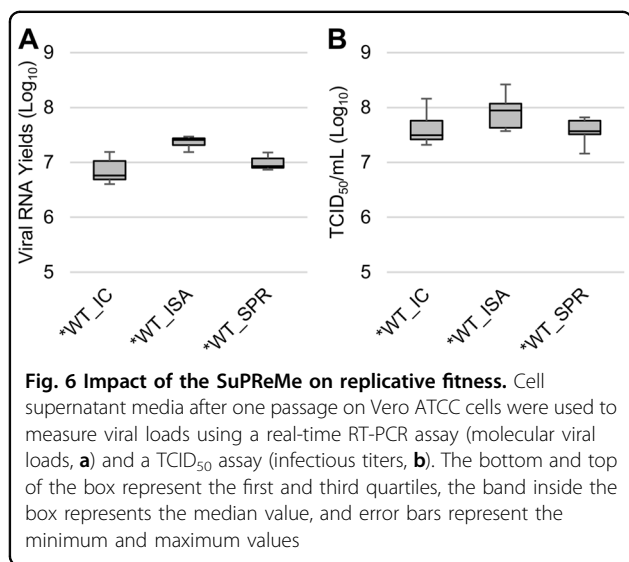 A
B
9
8
7
6
5
Viral RNA Yields (Log10)
*WT_IC
*WT_ISA
*WT_SPR
9
8
7
6
5
TCID50/mL (Log10)
*WT_IC
*WT_ISA
*WT_SPR
Fig. 6 Impact of the SuPReMe on replicative fitness. Cell
supernatant media after one passage on Vero ATCC cells were used to
measure viral loads using a real-time RT-PCR assay (molecular viral
loads, a) and a TCID50 assay (infectious titers, b). The bottom and top
of the box represent the first and third quartiles, the band inside the
box represents the median value, and error bars represent the
minimum and maximum values